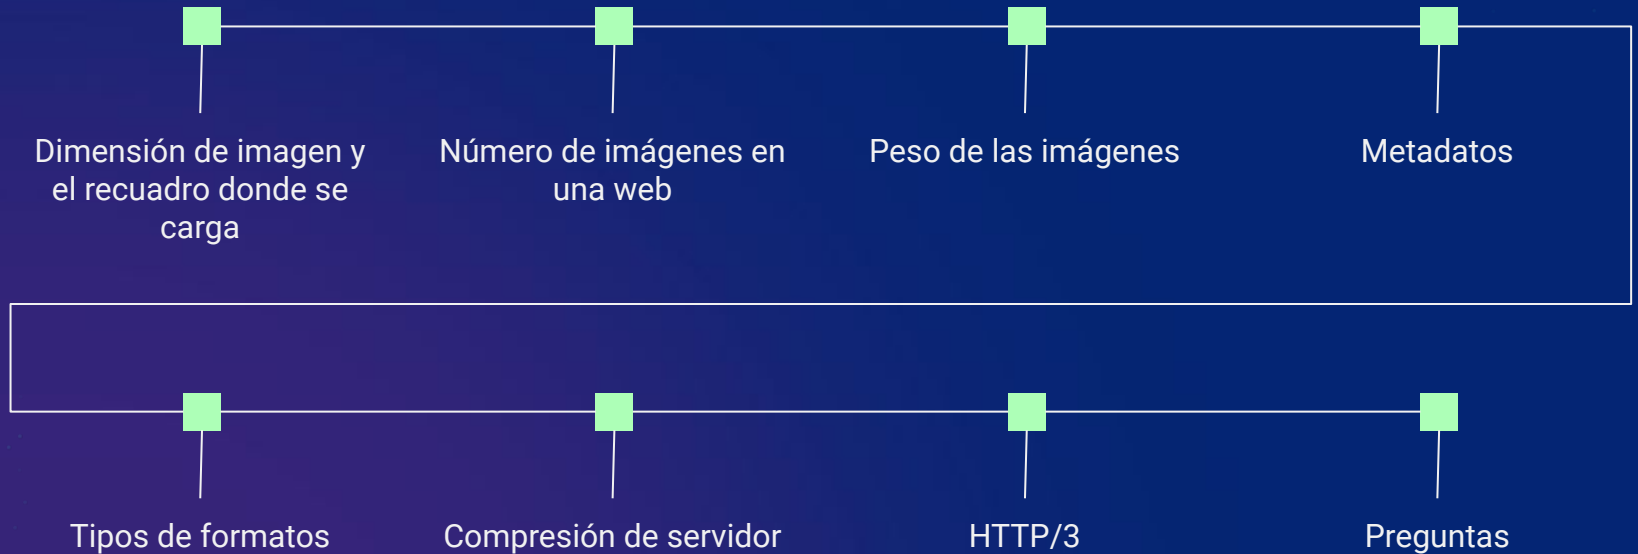 Dimensión de imagen y
el recuadro donde se
carga
Número de imágenes en
una web
Peso de las imágenes
Metadatos
Tipos de formatos
Compresión de servidor
HTTP/3
Preguntas